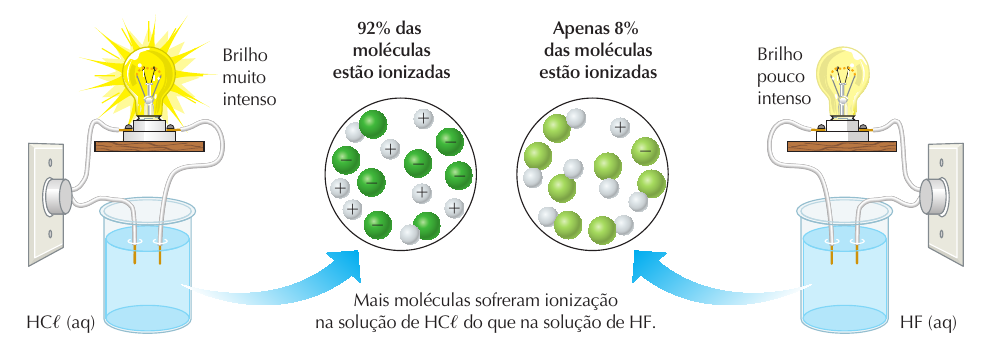 92% das
moléculas
estão ionizadas
Apenas 8%
das moléculas
estão ionizadas
Brilho
muito
intenso
Brilho
pouco
intenso
+
+
−
−
−
−
−
+
+
+
+
−
+
−
Mais moléculas sofreram ionização
na solução de HCℓ do que na solução de HF.
HCℓ (aq)
HF (aq)